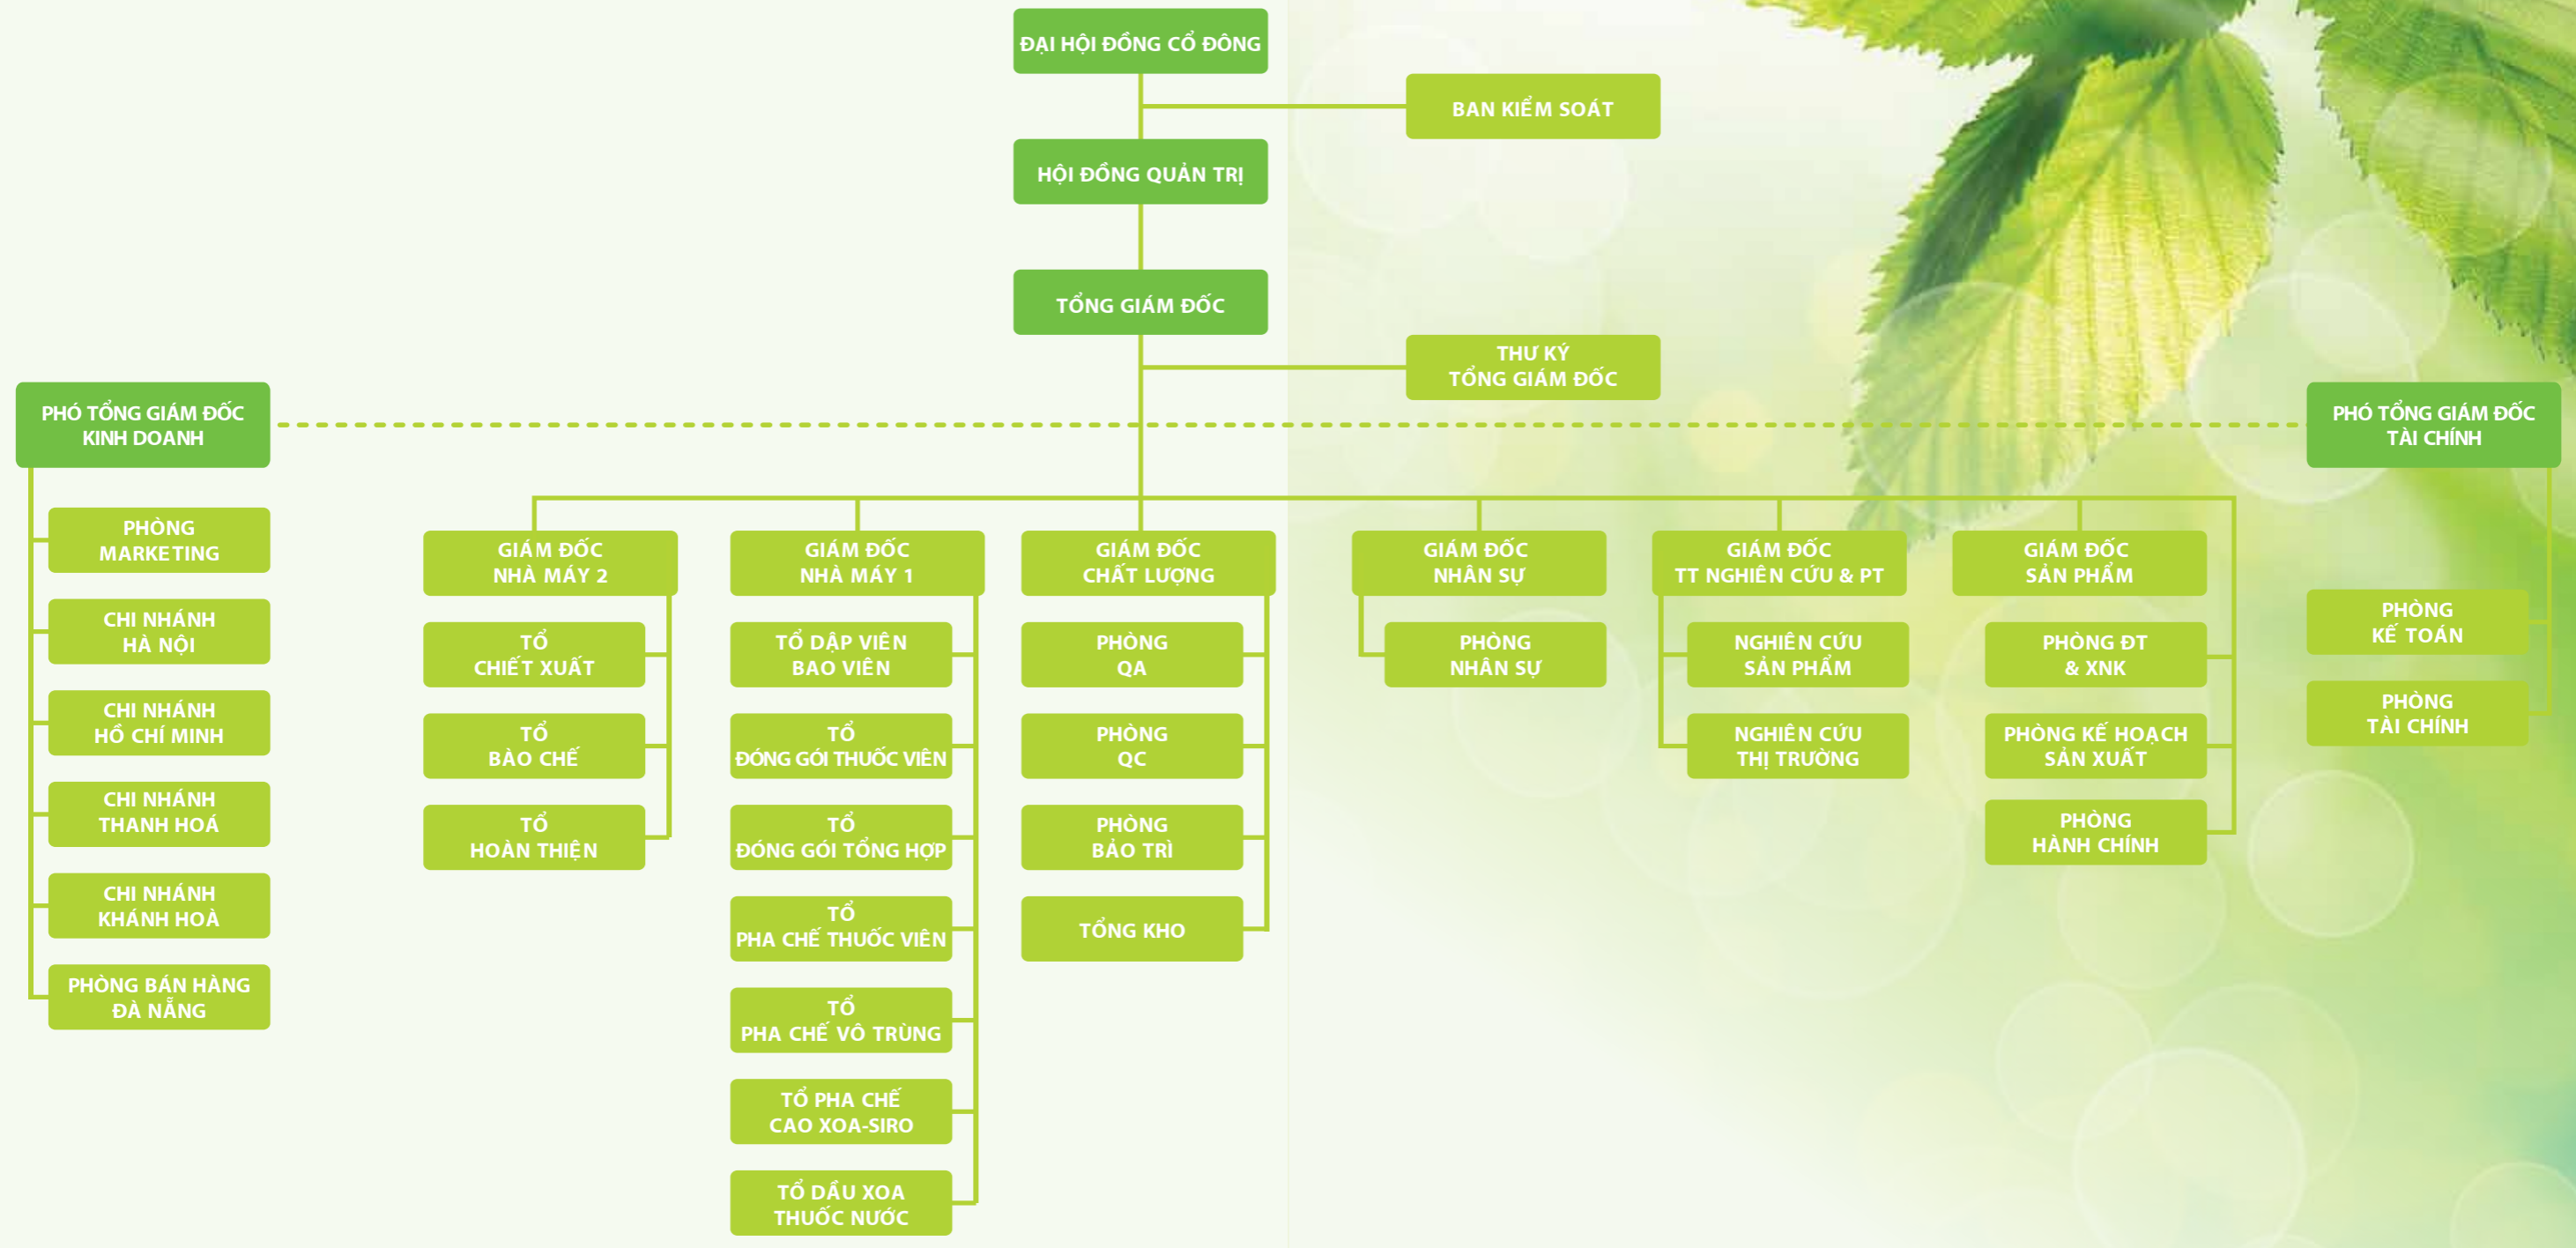 ĐẠI HỘI ĐỒNG CỔ ĐÔNG
BAN KIỂM SOÁT
HỘI ĐỒNG QUẢN TRỊ
TỔNG GIÁM ĐỐC
THƯ KÝ
TỔNG GIÁM ĐỐC
PHÓ TỔNG GIÁM ĐỐC
KINH DOANH
PHÒNG
MARKETING
CHI NHÁNH
HÀ NỘI
CHI NHÁNH
HỒ CHÍ MINH
CHI NHÁNH
THANH HOÁ
CHI NHÁNH
KHÁNH HOÀ
PHÒNG BÁN HÀNG
ĐÀ NẴNG
GIÁM ĐỐC
NHÀ MÁY 2
TỔ
CHIẾT XUẤT
TỔ
BÀO CHẾ
TỔ
HOÀN THIỆN
GIÁM ĐỐC
NHÀ MÁY 1
TỔ DẬP VIÊN
BAO VIÊN
TỔ
ĐÓNG GÓI THUỐC VIÊN
TỔ
ĐÓNG GÓI TỔNG HỢP
TỔ
PHA CHẾ THUỐC VIÊN
TỔ
PHA CHẾ VÔ TRÙNG
TỔ PHA CHẾ
CAO XOA-SIRO
TỔ DẦU XOA
THUỐC NƯỚC
GIÁM ĐỐC
CHẤT LƯỢNG
PHÒNG
QA
PHÒNG
QC
PHÒNG
BẢO TRÌ
TỔNG KHO
GIÁM ĐỐC
NHÂN SỰ
PHÒNG
NHÂN SỰ
GIÁM ĐỐC
TT NGHIÊN CỨU & PT
NGHIÊN CỨU
SẢN PHẨM
NGHIÊN CỨU
THỊ TRƯỜNG
GIÁM ĐỐC
SẢN PHẨM
PHÒNG ĐT
& XNK
PHÒNG KẾ HOẠCH
SẢN XUẤT
PHÒNG
HÀNH CHÍNH
PHÓ TỔNG GIÁM ĐỐC
TÀI CHÍNH
PHÒNG
KẾ TOÁN
PHÒNG
TÀI CHÍNH